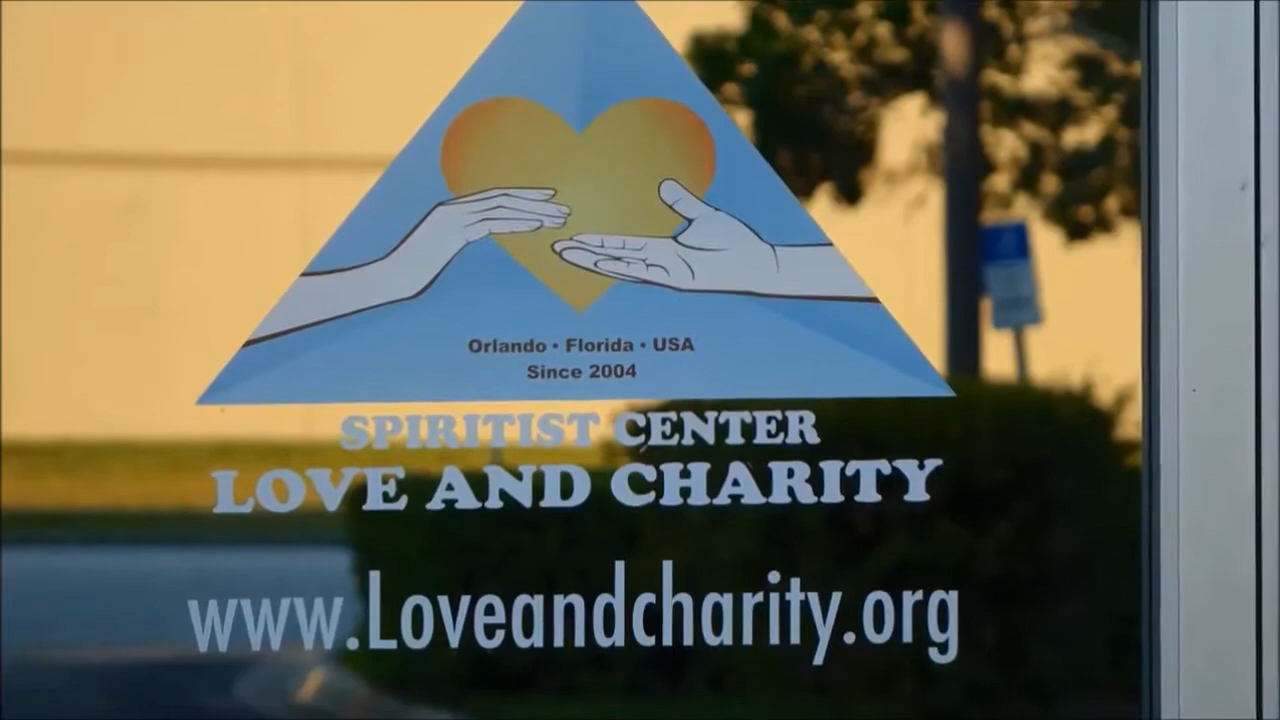 Orlando • Florida • USA
Since 2004
SPIRITIST CENTER
LOVE AND CHARITY
www.Loveandcharity.org